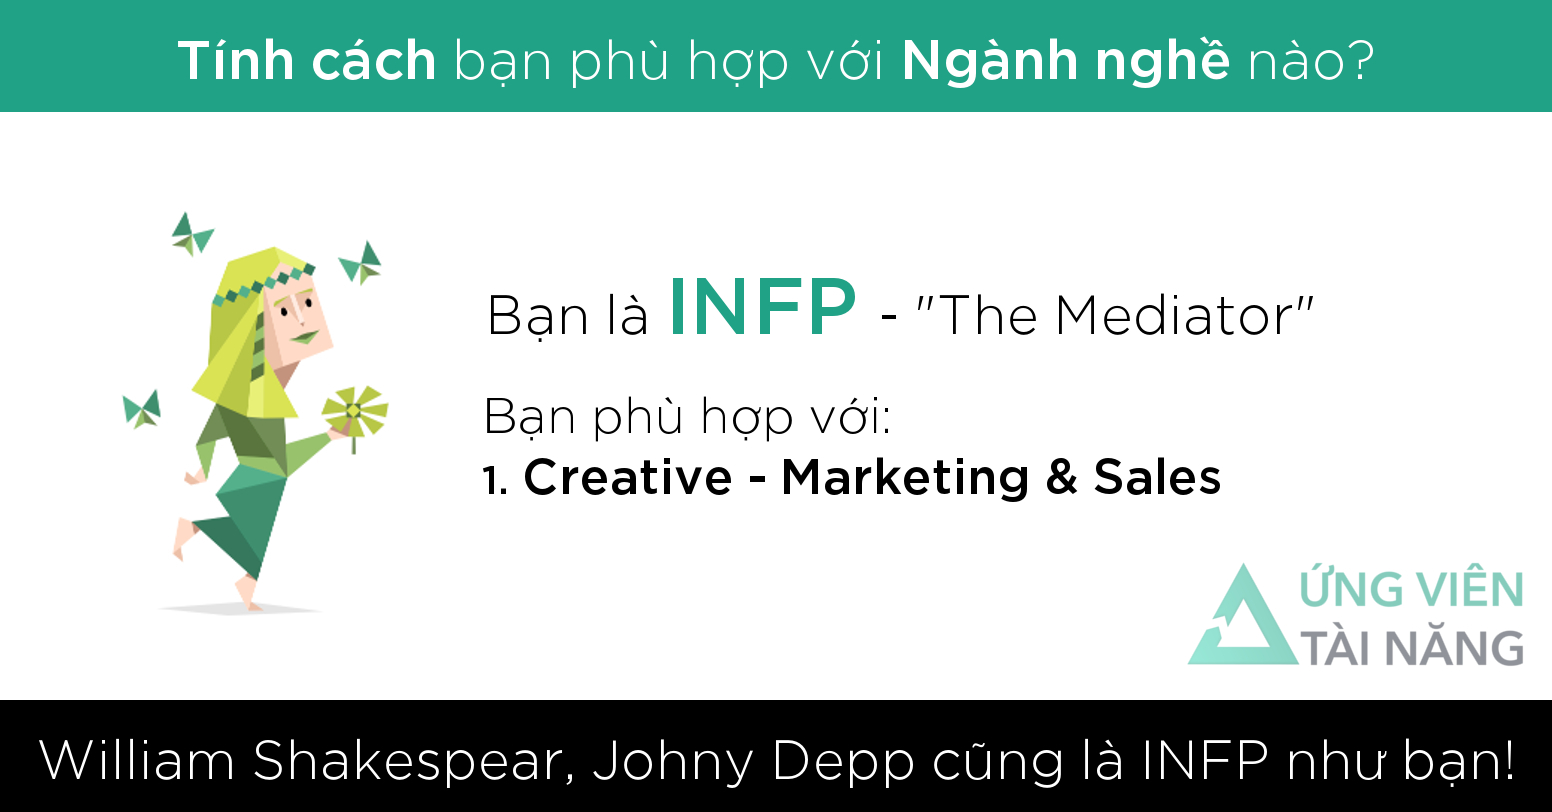 Tính cách bạn phù hợp với Ngành nghề nào?
Bạn là INFP - "The Mediator"
Bạn phù hợp với:
1. Creative - Marketing & Sales
ỨNG VIÊN
TÀI NĂNG
William Shakespear, Johny Depp cũng là INFP như bạn!